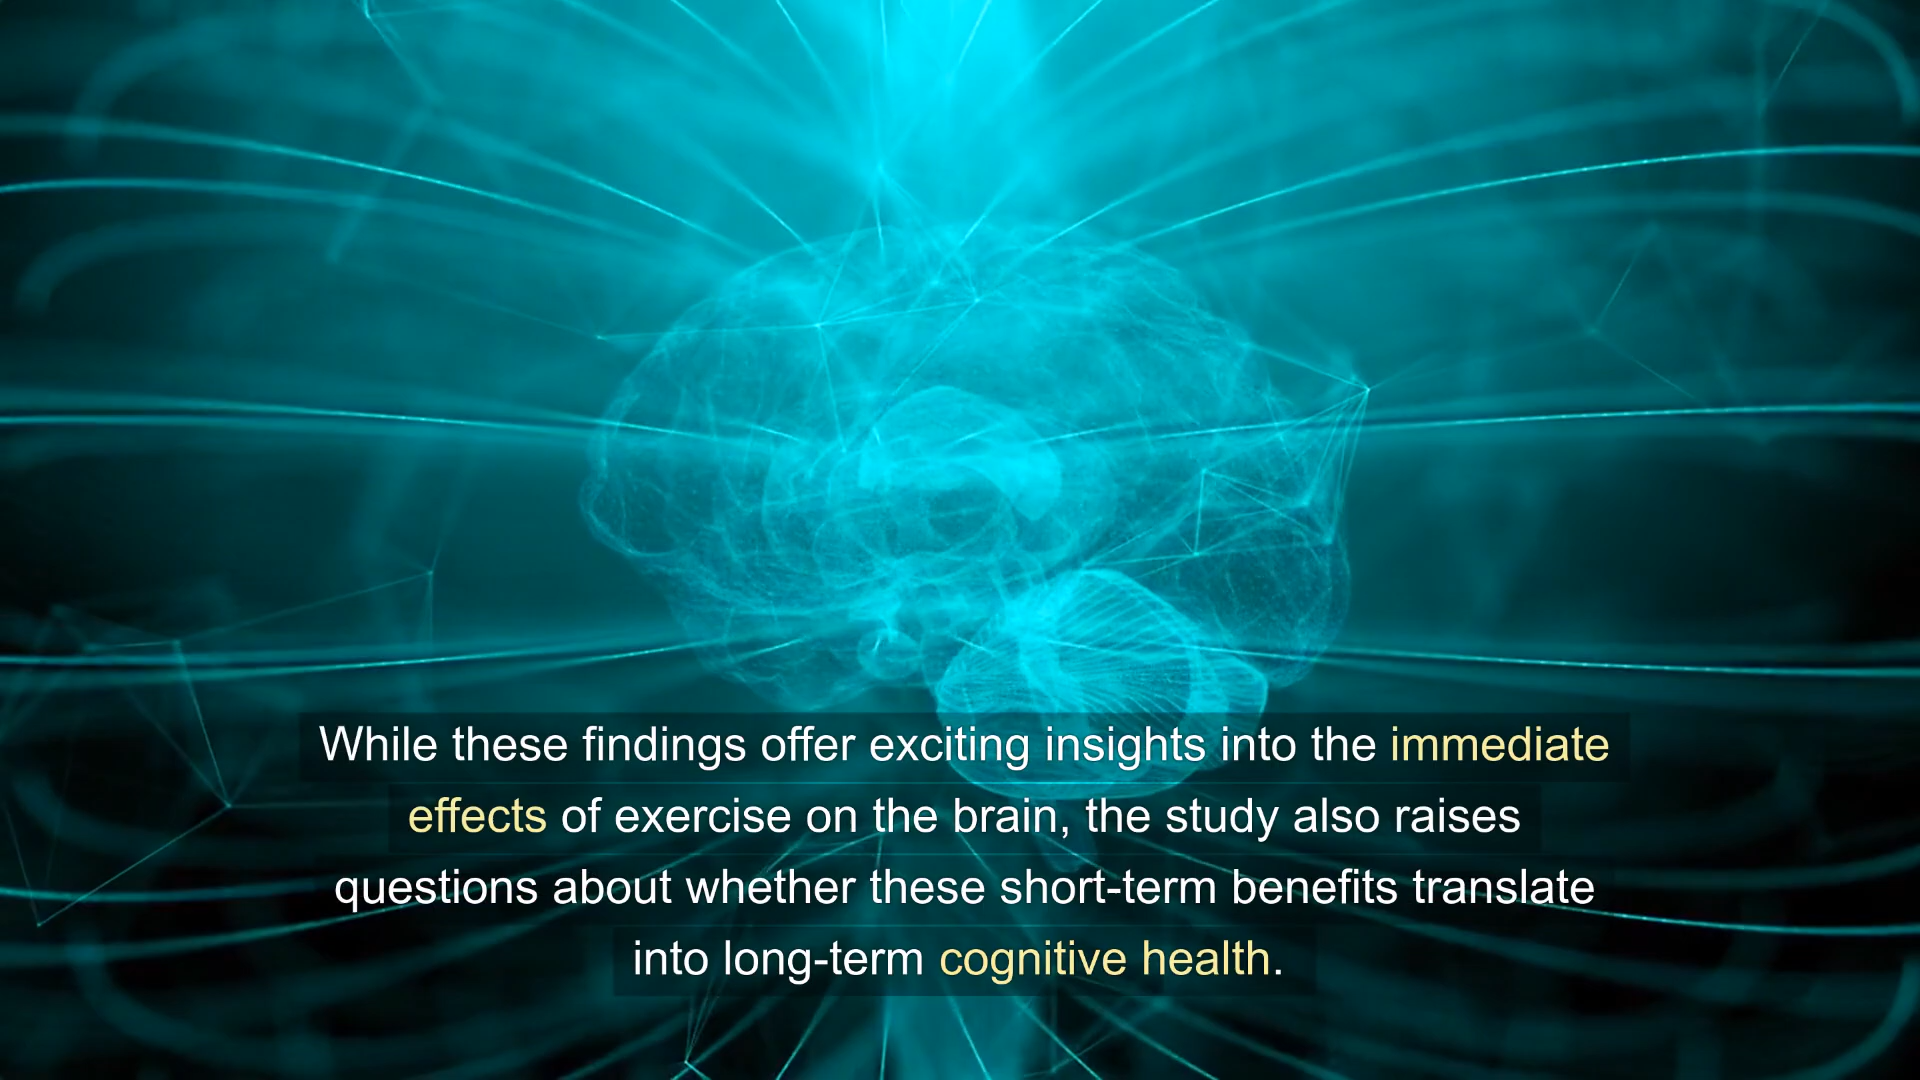 While these findings offer exciting insights into the immediate
effects of exercise on the brain, the study also raises
questions about whether these short-term benefits translate
into long-term cognitive health.